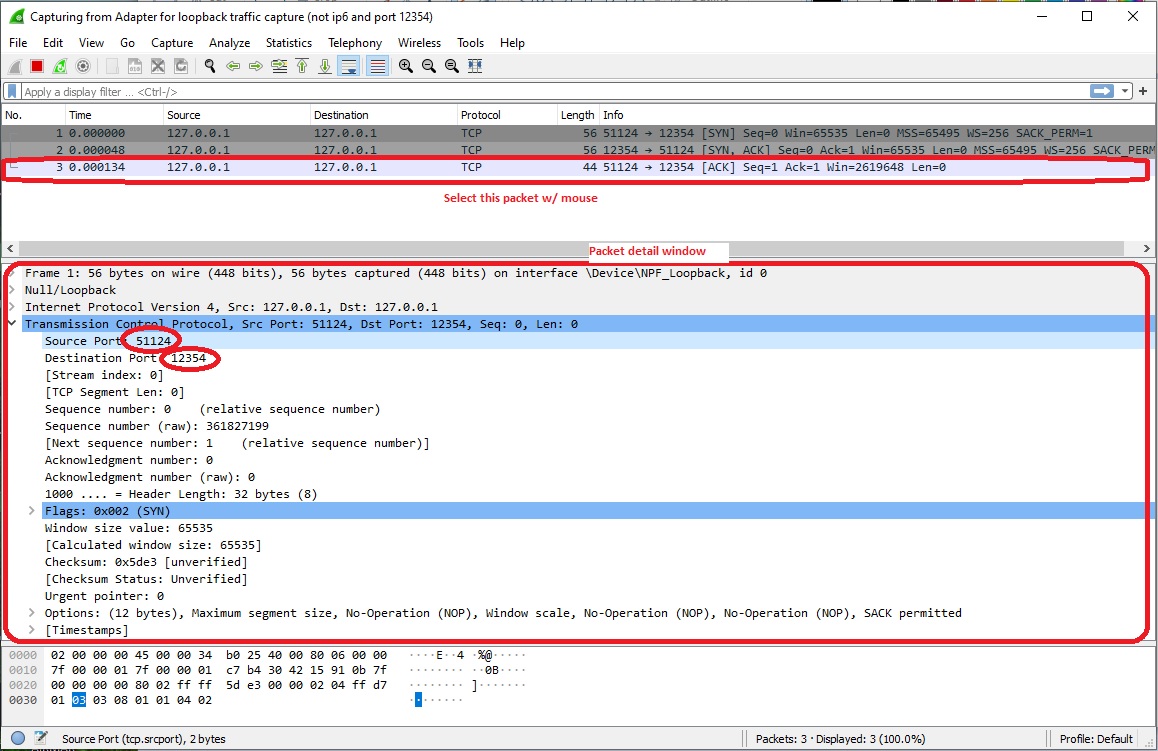 Capturing from Adapter for loopback traffic capture (not ip6 and port 12354)
File Edit View Go Capture Analyze Statistics Telephony Wireless Tools Help
Apply a display filter ... <Ctrl-/>
No. Time Source Destination Protocol Length Info
1 0.000000 127.0.0.1 127.0.0.1 TCP 56 51124 → 12354 [SYN] Seq=0 Win=65535 Len=0 MSS=65495 WS=256 SACK_PERM=1
2 0.000048 127.0.0.1 127.0.0.1 TCP 56 12354 → 51124 [SYN, ACK] Seq=0 Ack=1 Win=65535 Len=0 MSS=65495 WS=256 SACK_PERM
3 0.000134 127.0.0.1 127.0.0.1 TCP 44 51124 → 12354 [ACK] Seq=1 Ack=1 Win=2619648 Len=0
Select this packet w/ mouse
Packet detail window
Frame 1: 56 bytes on wire (448 bits), 56 bytes captured (448 bits) on interface \Device\NPF_Loopback, id 0
Null/Loopback
Internet Protocol Version 4, Src: 127.0.0.1, Dst: 127.0.0.1
Transmission Control Protocol, Src Port: 51124, Dst Port: 12354, Seq: 0, Len: 0
Source Port: 51124
Destination Port: 12354
[Stream index: 0]
[TCP Segment Len: 0]
Sequence number: 0 (relative sequence number)
Sequence number (raw): 361827199
[Next sequence number: 1 (relative sequence number)]
Acknowledgment number: 0
Acknowledgment number (raw): 0
1000 .... = Header Length: 32 bytes (8)
Flags: 0x002 (SYN)
Window size value: 65535
[Calculated window size: 65535]
Checksum: 0x5de3 [unverified]
[Checksum Status: Unverified]
Urgent pointer: 0
Options: (12 bytes), Maximum segment size, No-Operation (NOP), Window scale, No-Operation (NOP), No-Operation (NOP), SACK permitted
[Timestamps]
0000 02 00 00 00 45 00 00 34 b0 25 40 00 80 06 00 00 ····E··4 ·%@·····
0010 7f 00 00 01 7f 00 00 01 c7 b4 30 42 15 91 0b 7f ········ ··0B····
0020 00 00 00 00 80 02 ff ff 5d e3 00 00 02 04 ff d7 ········ ]·······
0030 01 03 03 08 01 01 04 02 ········
Source Port (tcp.srcport), 2 bytes
Packets: 3 · Displayed: 3 (100.0%)
Profile: Default